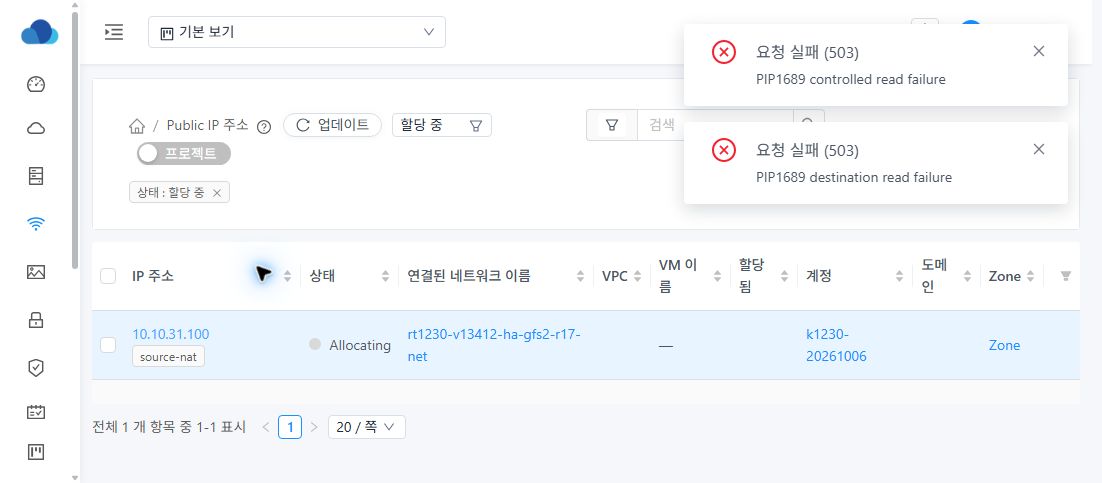 기본 보기
요청 실패 (503)
PIP1689 controlled read failure
/ Public IP 주소 업데이트 할당 중 검색
프로젝트
요청 실패 (503)
PIP1689 destination read failure
상태 : 할당 중
IP 주소 상태 연결된 네트워크 이름 VPC VM 이름 할당됨 계정 도메인 Zone
10.10.31.100
source-nat
Allocating
rt1230-v13412-ha-gfs2-r17-
net
—
k1230-
20261006
Zone
전체 1 개 항목 중 1-1 표시 1 20 / 쪽